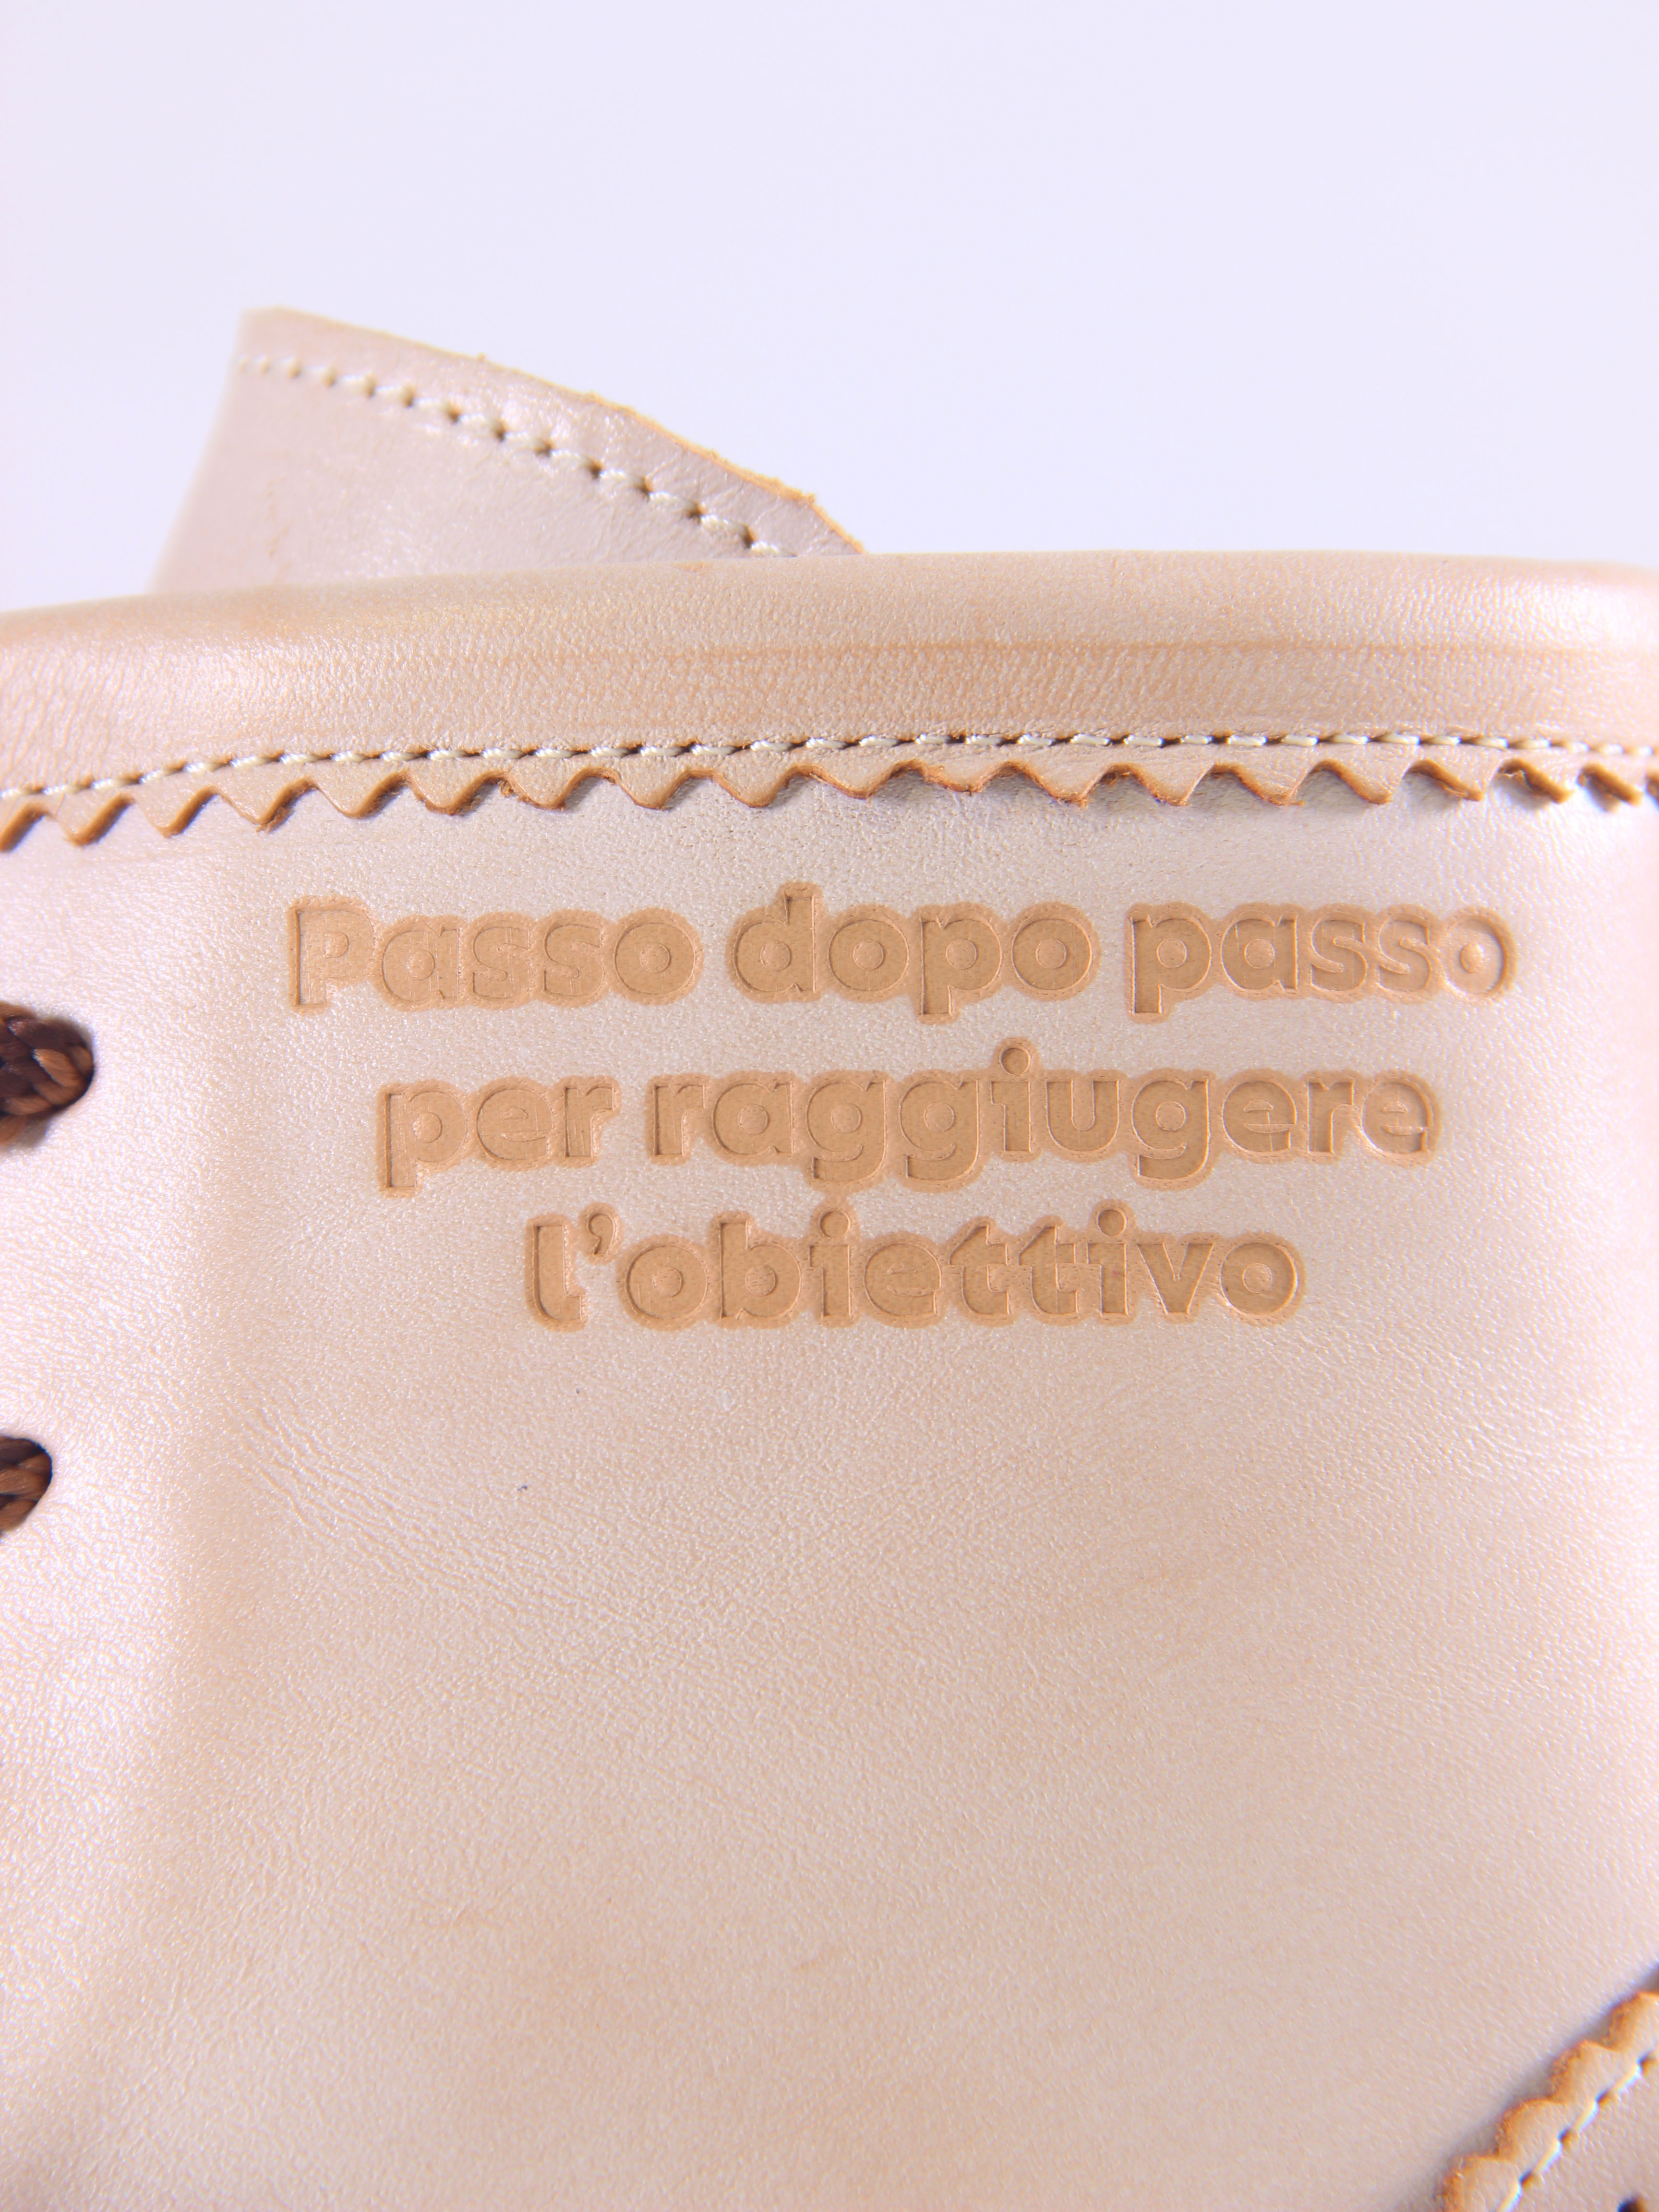 Passo dopo passo
per raggiugere
l’obiettivo